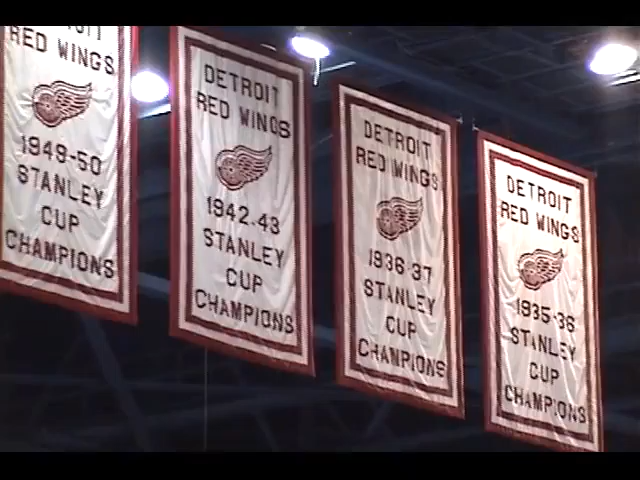 DETROIT
RED WINGS
1949-50
STANLEY
CUP
CHAMPIONS
DETROIT
RED WINGS
1942-43
STANLEY
CUP
CHAMPIONS
DETROIT
RED WINGS
1936-37
STANLEY
CUP
CHAMPIONS
DETROIT
RED WINGS
1935-36
STANLEY
CUP
CHAMPIONS